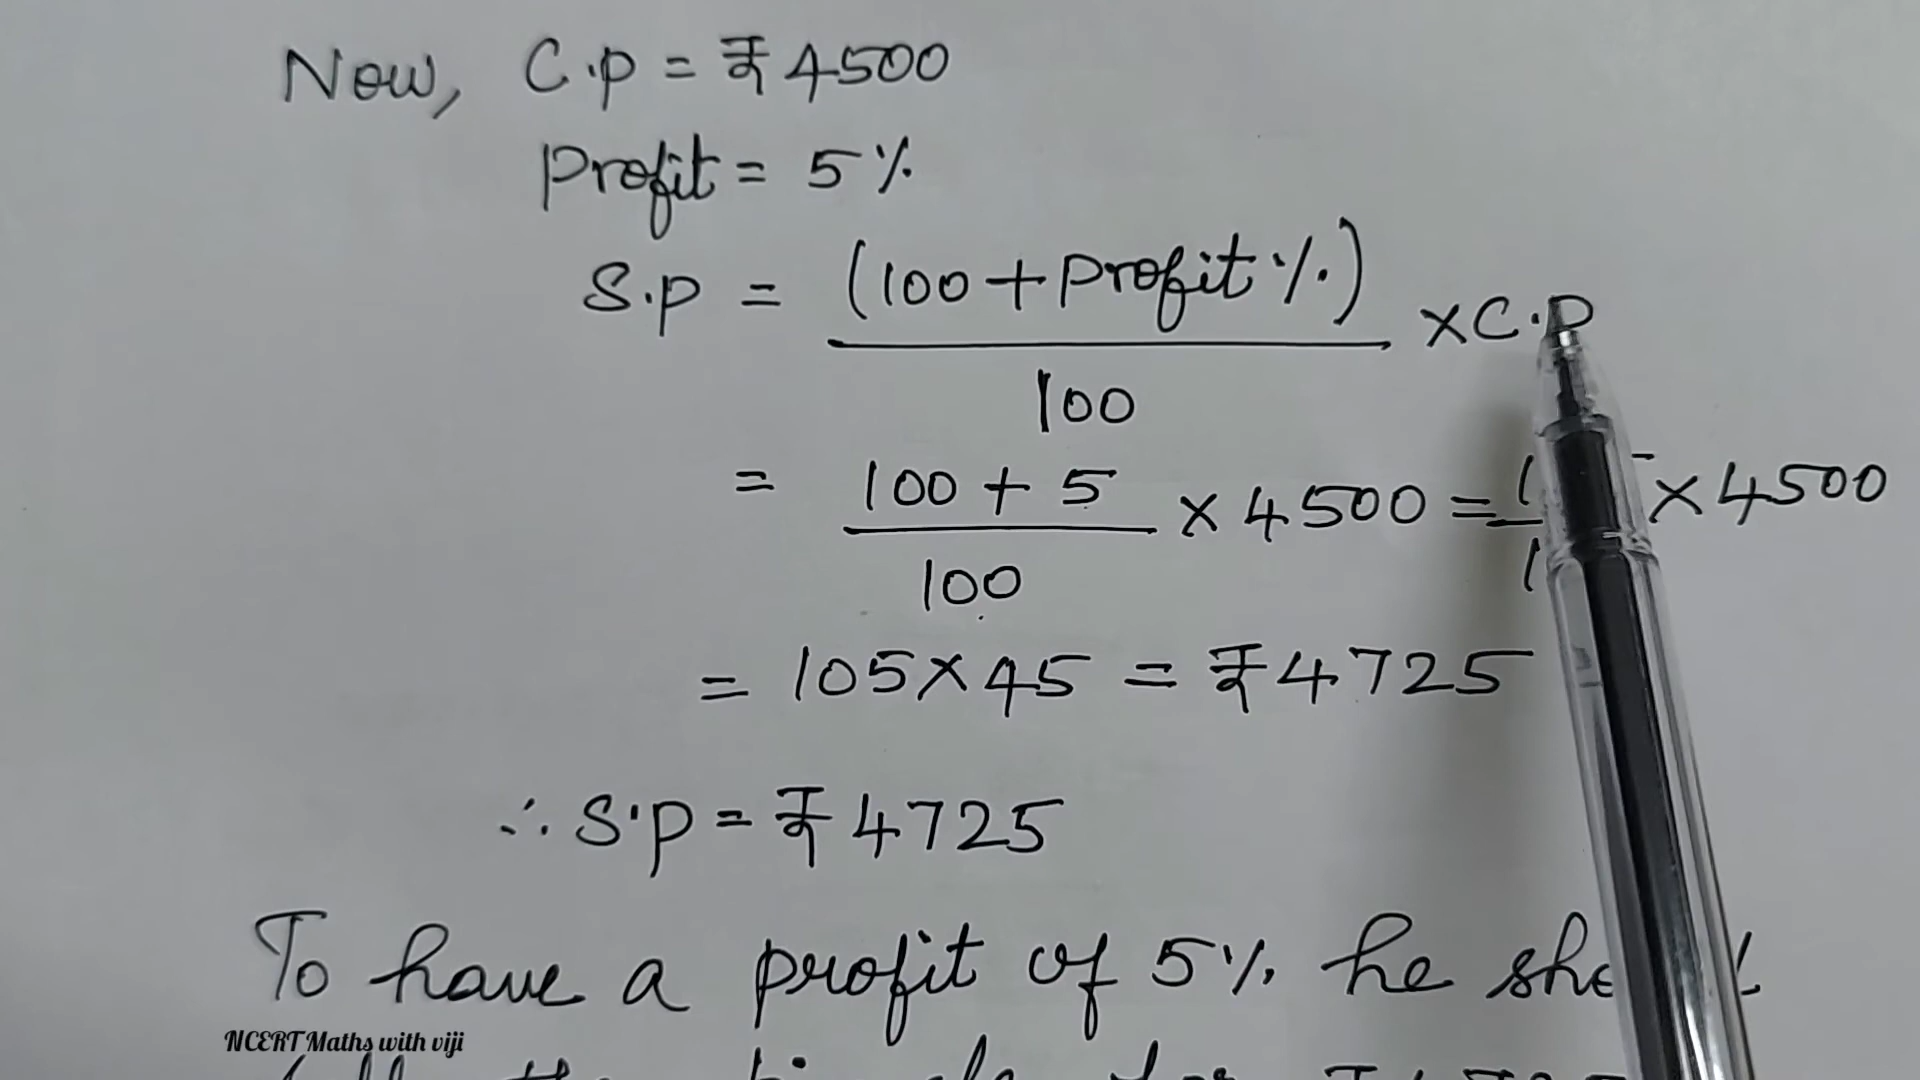 Now, C.P = ₹ 4500
Profit = 5%
S.P = (100 + Profit %) / 100 × C.P
= 100 + 5 / 100 × 4500 = × 4500
= 105 × 45 = ₹ 4725
∴ S.P = ₹ 4725
To have a profit of 5% he
NCERT Maths with viji